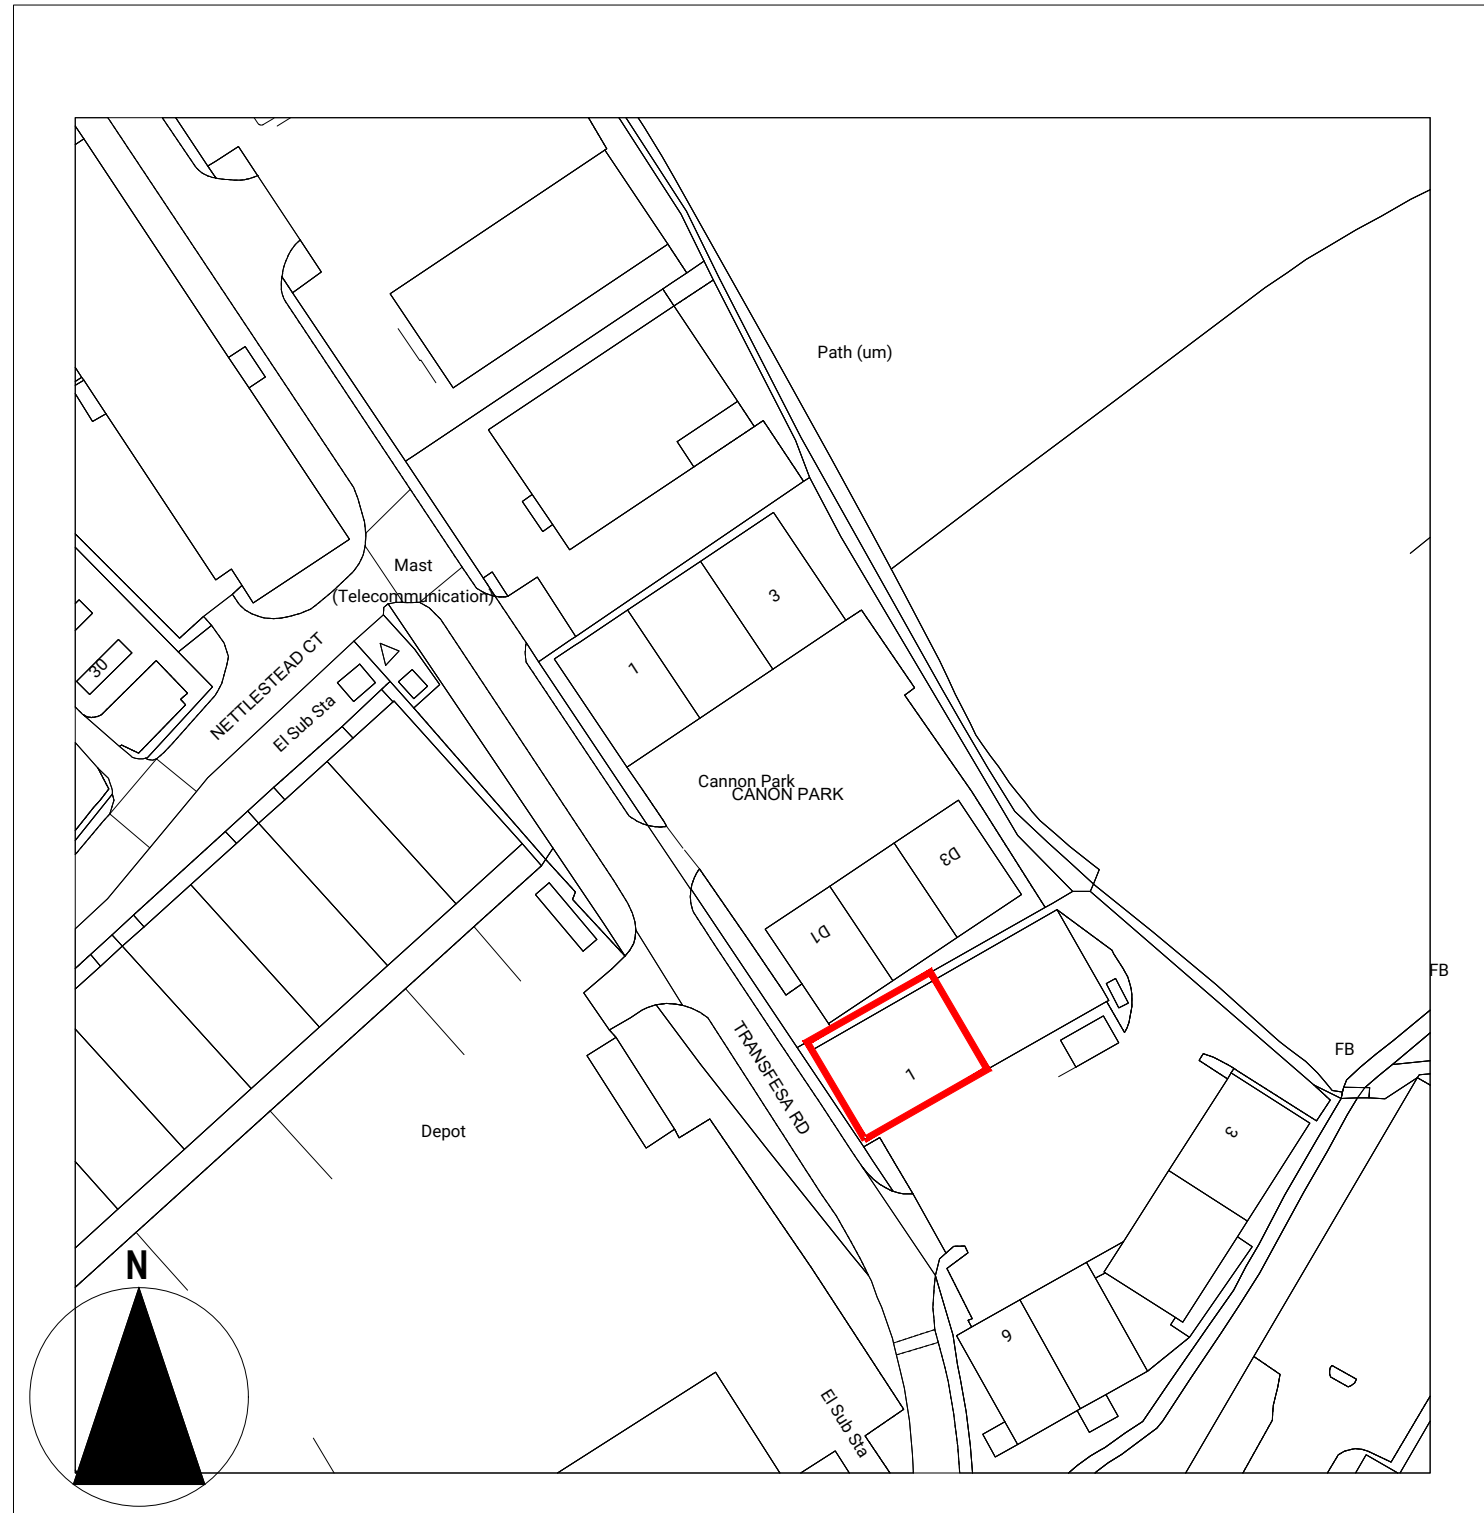 Path (um)
Mast
(Telecommunication)
3
1
30
NETTLESTEAD CT
El Sub Sta
Cannon Park
CANON PARK
D3
D1
FB
TRANSFESA RD
FB
1
Depot
3
N
6
El Sub Sta